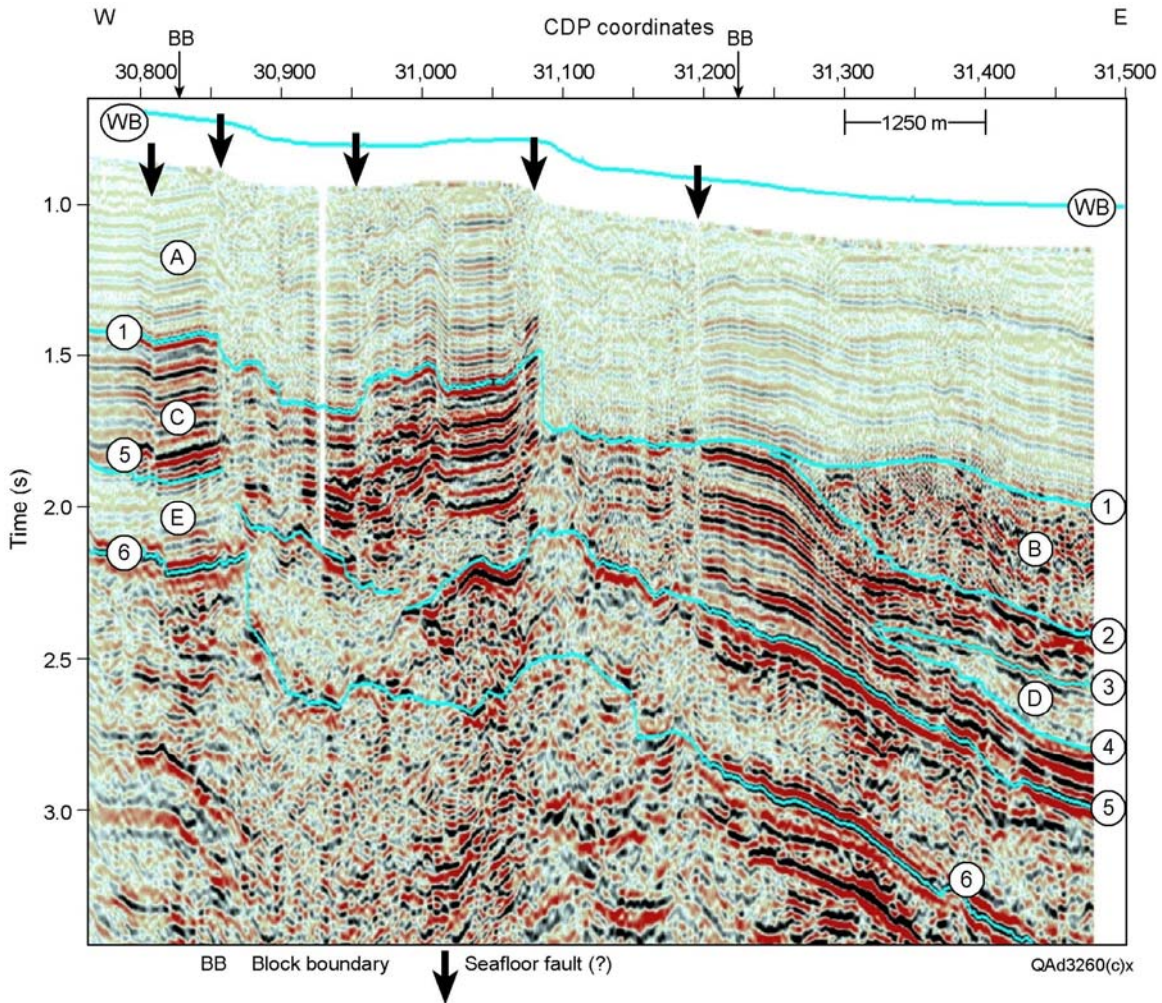 W CDP coordinates E
BB BB
30,800 30,900 31,000 31,100 31,200 31,300 31,400 31,500
WB
1250 m
WB
1.0
A
1
1.5
C
5
2.0
1
E
B
6
Time (s)
2
2.5
3
D
4
5
3.0
6
BB Block boundary Seafloor fault (?) QAd3260(c)x